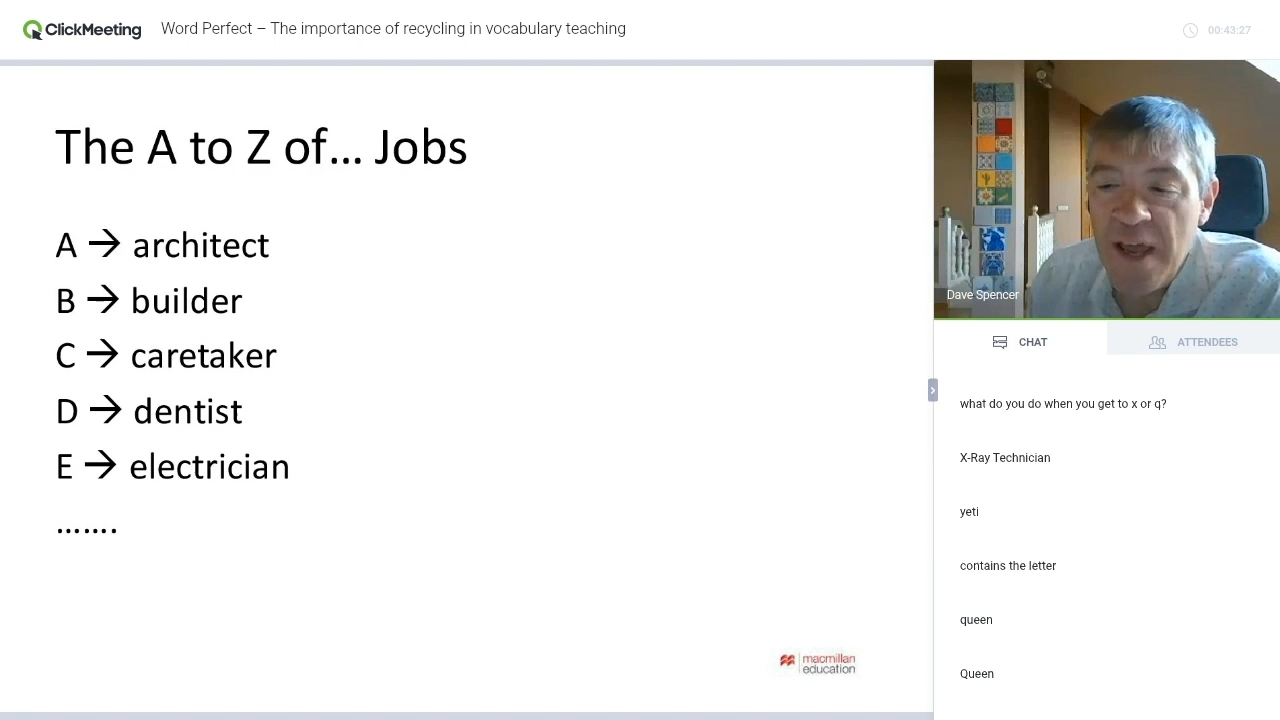 ClickMeeting
Word Perfect – The importance of recycling in vocabulary teaching
00:43:27
The A to Z of... Jobs
A → architect
B → builder
C → caretaker
D → dentist
E → electrician
.......
macmillan
education
Dave Spencer
CHAT
ATTENDEES
what do you do when you get to x or q?
X-Ray Technician
yeti
contains the letter
queen
Queen